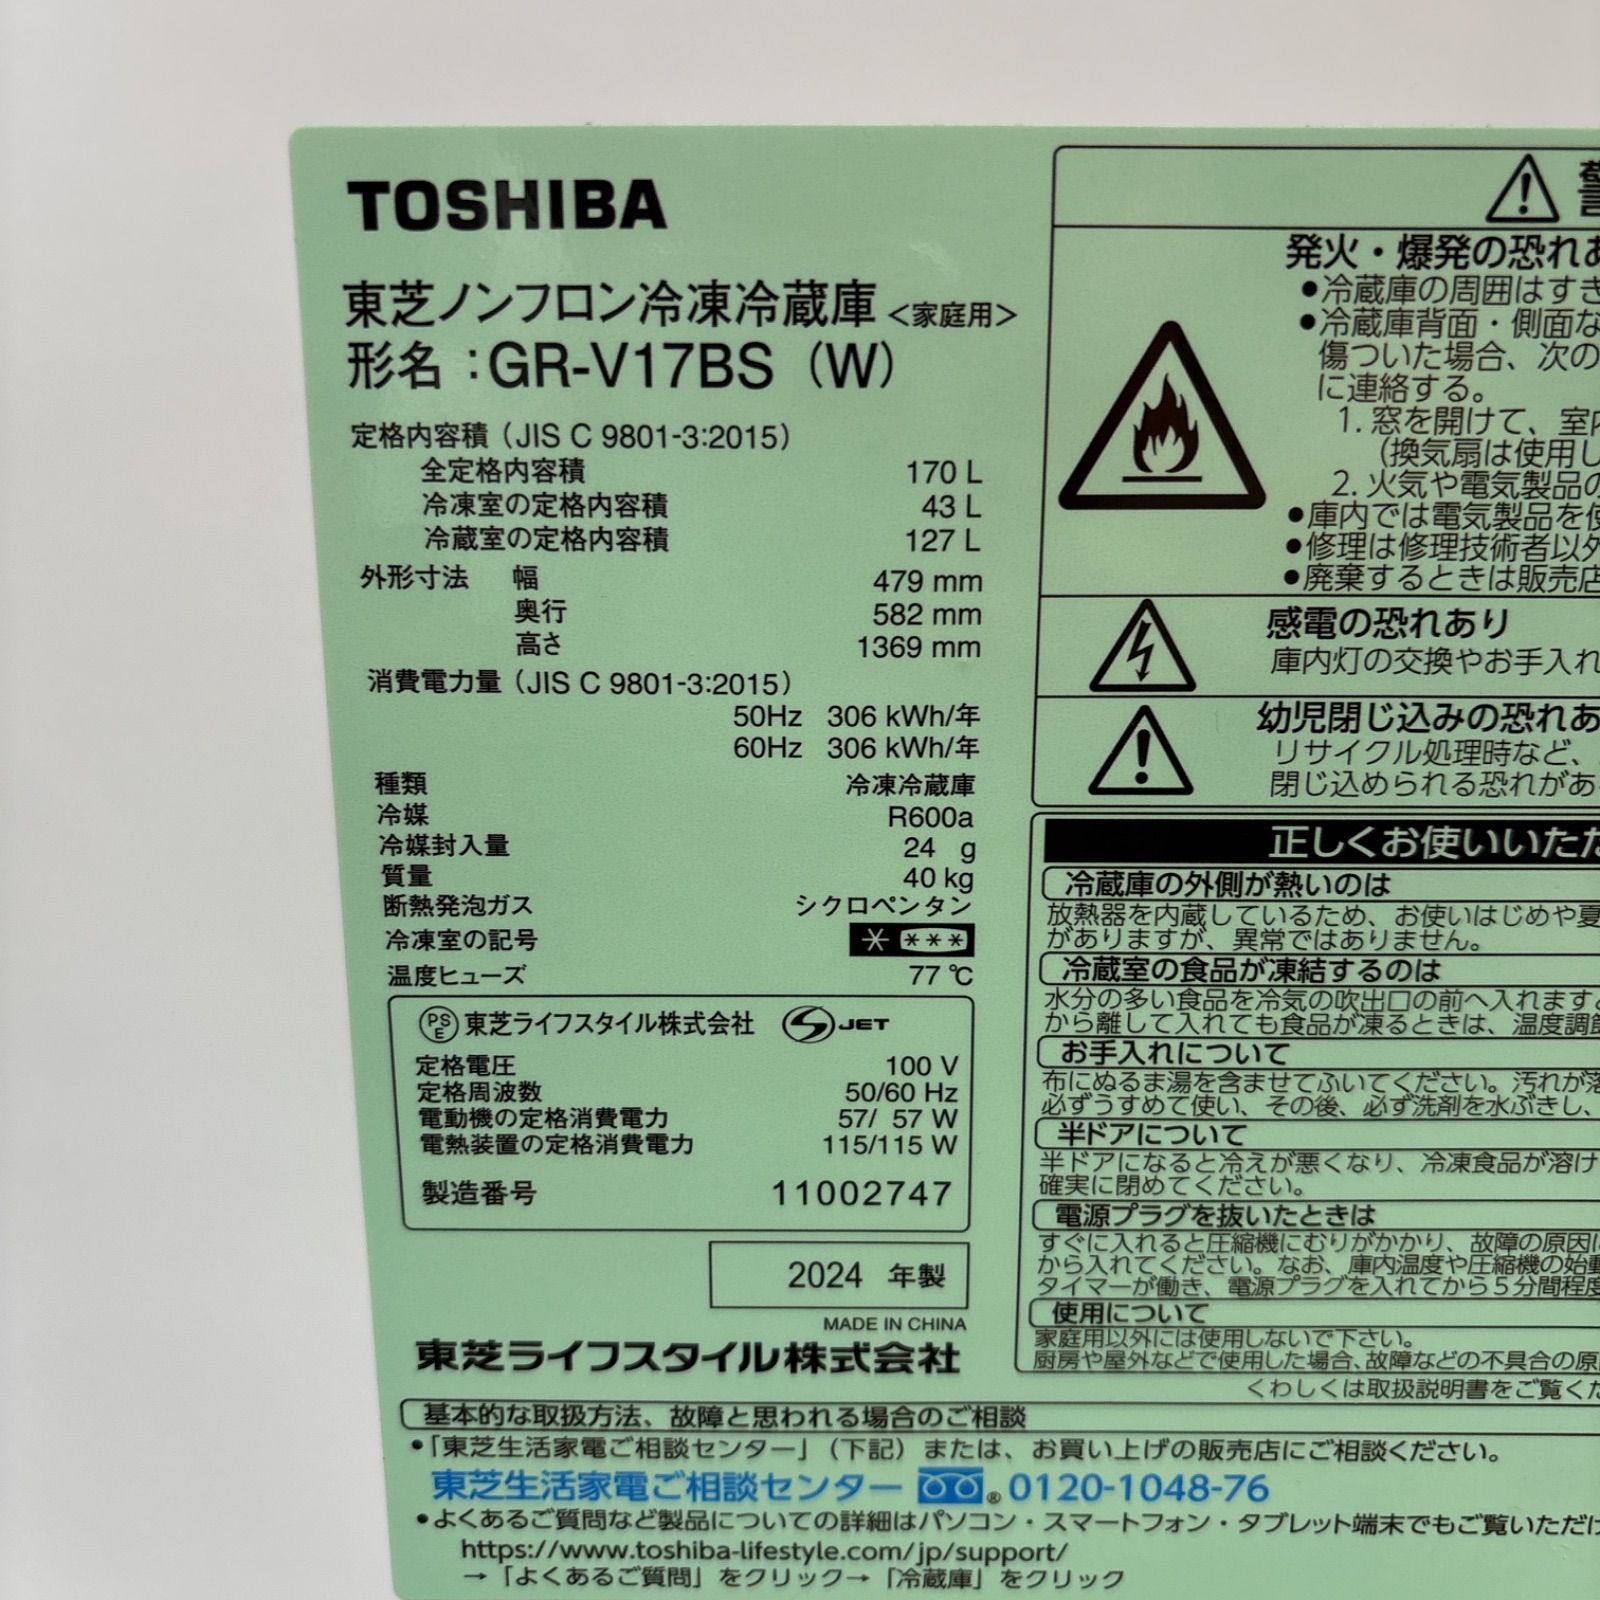 TOSHIBA
東芝ノンフロン冷凍冷蔵庫 <家庭用>
形名:GR-V17BS (W)
定格内容積 (JIS C 9801-3:2015)
全定格内容積 170 L
冷凍室の定格内容積 43 L
冷蔵室の定格内容積 127 L
外形寸法 幅 479 mm
奥行 582 mm
高さ 1369 mm
消費電力量 (JIS C 9801-3:2015)
50Hz 306 kWh/年
60Hz 306 kWh/年
種類 冷凍冷蔵庫
冷媒 R600a
冷媒封入量 24 g
質量 40 kg
断熱発泡ガス シクロペンタン
冷凍室の記号 * ***
温度ヒューズ 77 ℃
PSE 東芝ライフスタイル株式会社 S JET
定格電圧 100 V
定格周波数 50/60 Hz
電動機の定格消費電力 57/ 57 W
電熱装置の定格消費電力 115/115 W
製造番号 11002747
2024 年製
MADE IN CHINA
東芝ライフスタイル株式会社
発火・爆発の恐れあ
●冷蔵庫の周囲はすき
●冷蔵庫背面・側面な
傷ついた場合、次の
に連絡する。
1. 窓を開けて、室内
(換気扇は使用し
2. 火気や電気製品の
●庫内では電気製品を使
●修理は修理技術者以外
●廃棄するときは販売店
感電の恐れあり
庫内灯の交換やお手入れ
幼児閉じ込みの恐れあ
リサイクル処理時など、
閉じ込められる恐れがあ
正しくお使いいただ
冷蔵庫の外側が熱いのは
放熱器を内蔵しているため、お使いはじめや夏
がありますが、異常ではありません。
冷蔵室の食品が凍結するのは
水分の多い食品を冷気の吹出口の前へ入れますと
から離して入れても食品が凍るときは、温度調節
お手入れについて
布にぬるま湯を含ませてふいてください。汚れが落
必ずうすめて使い、その後、必ず洗剤を水ぶきし、
半ドアについて
半ドアになると冷えが悪くなり、冷凍食品が溶け
確実に閉めてください。
電源プラグを抜いたときは
すぐに入れると圧縮機にむりがかかり、故障の原因に
から入れてください。なお、庫内温度や圧縮機の始動
タイマーが働き、電源プラグを入れてから5分間程度
使用について
家庭用以外には使用しないで下さい。
厨房や屋外などで使用した場合、故障などの不具合の原因
くわしくは取扱説明書をご覧くだ
基本的な取扱方法、故障と思われる場合のご相談
●「東芝生活家電ご相談センター」(下記)または、お買い上げの販売店にご相談ください。
東芝生活家電ご相談センター ® 0120-1048-76
●よくあるご質問など製品についての詳細はパソコン・スマートフォン・タブレット端末でもご覧いただけ
https://www.toshiba-lifestyle.com/jp/support/
→「よくあるご質問」をクリック→「冷蔵庫」をクリック